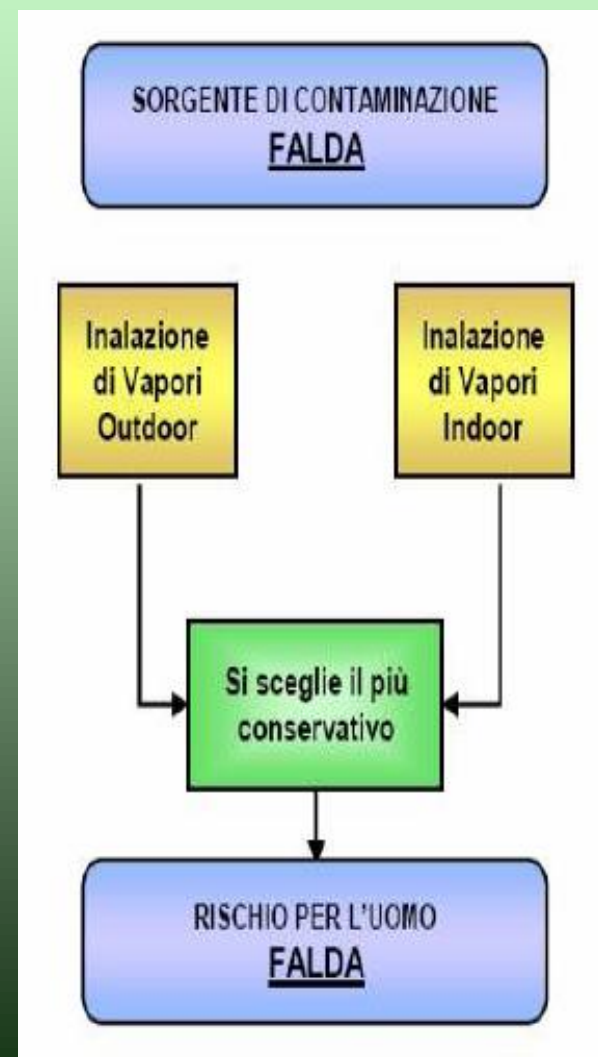 SORGENTE DI CONTAMINAZIONE
FALDA
Inalazione
di Vapori
Outdoor
Inalazione
di Vapori
Indoor
Si sceglie il più
conservativo
RISCHIO PER L'UOMO
FALDA